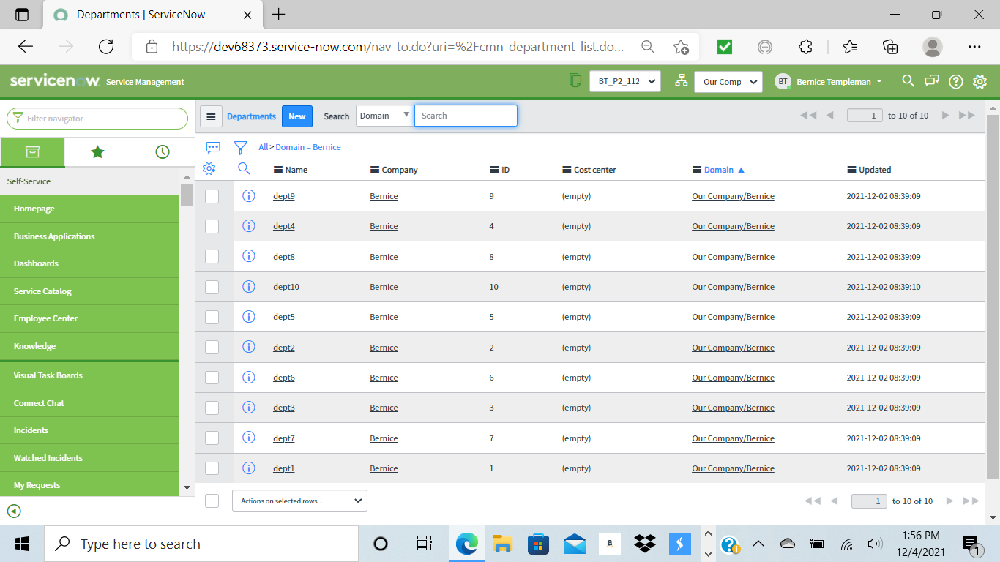 Departments | ServiceNow
https://dev68373.service-now.com/nav_to.do?uri=%2Fcmn_department_list.do...
servicenow Service Management BT_P2_112 Our Comp BT Bernice Templeman
Filter navigator
Departments New Search Domain Search 1 to 10 of 10
All > Domain = Bernice
Name Company ID Cost center Domain Updated
Self-Service
Homepage
Business Applications
Dashboards
Service Catalog
Employee Center
Knowledge
Visual Task Boards
Connect Chat
Incidents
Watched Incidents
My Requests
dept9 Bernice 9 (empty) Our Company/Bernice 2021-12-02 08:39:09
dept4 Bernice 4 (empty) Our Company/Bernice 2021-12-02 08:39:09
dept8 Bernice 8 (empty) Our Company/Bernice 2021-12-02 08:39:09
dept10 Bernice 10 (empty) Our Company/Bernice 2021-12-02 08:39:10
dept5 Bernice 5 (empty) Our Company/Bernice 2021-12-02 08:39:09
dept2 Bernice 2 (empty) Our Company/Bernice 2021-12-02 08:39:09
dept6 Bernice 6 (empty) Our Company/Bernice 2021-12-02 08:39:09
dept3 Bernice 3 (empty) Our Company/Bernice 2021-12-02 08:39:09
dept7 Bernice 7 (empty) Our Company/Bernice 2021-12-02 08:39:09
dept1 Bernice 1 (empty) Our Company/Bernice 2021-12-02 08:39:09
Actions on selected rows... 1 to 10 of 10
Type here to search a 1:56 PM
12/4/2021 1